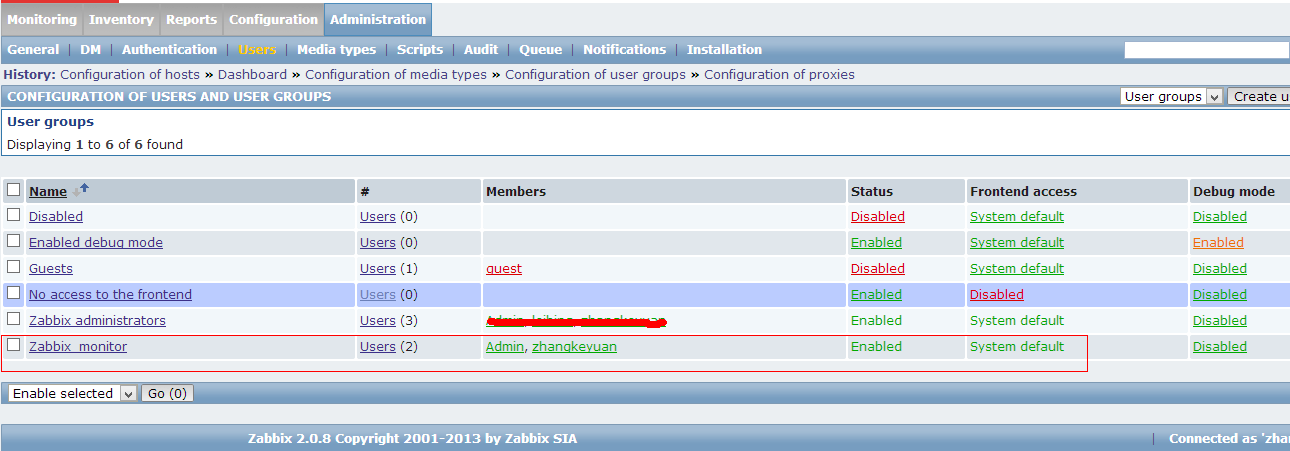 Monitoring Inventory Reports Configuration Administration
General | DM | Authentication | Users | Media types | Scripts | Audit | Queue | Notifications | Installation
History: Configuration of hosts » Dashboard » Configuration of media types » Configuration of user groups » Configuration of proxies
CONFIGURATION OF USERS AND USER GROUPS User groups Create u
User groups
Displaying 1 to 6 of 6 found
Name # Members Status Frontend access Debug mode
Disabled Users (0) Disabled System default Disabled
Enabled debug mode Users (0) Enabled System default Enabled
Guests Users (1) guest Disabled System default Disabled
No access to the frontend Users (0) Enabled Disabled Disabled
Zabbix administrators Users (3) Enabled System default Disabled
Zabbix_monitor Users (2) Admin, zhangkeyuan Enabled System default Disabled
Enable selected Go (0)
Zabbix 2.0.8 Copyright 2001-2013 by Zabbix SIA | Connected as 'zha